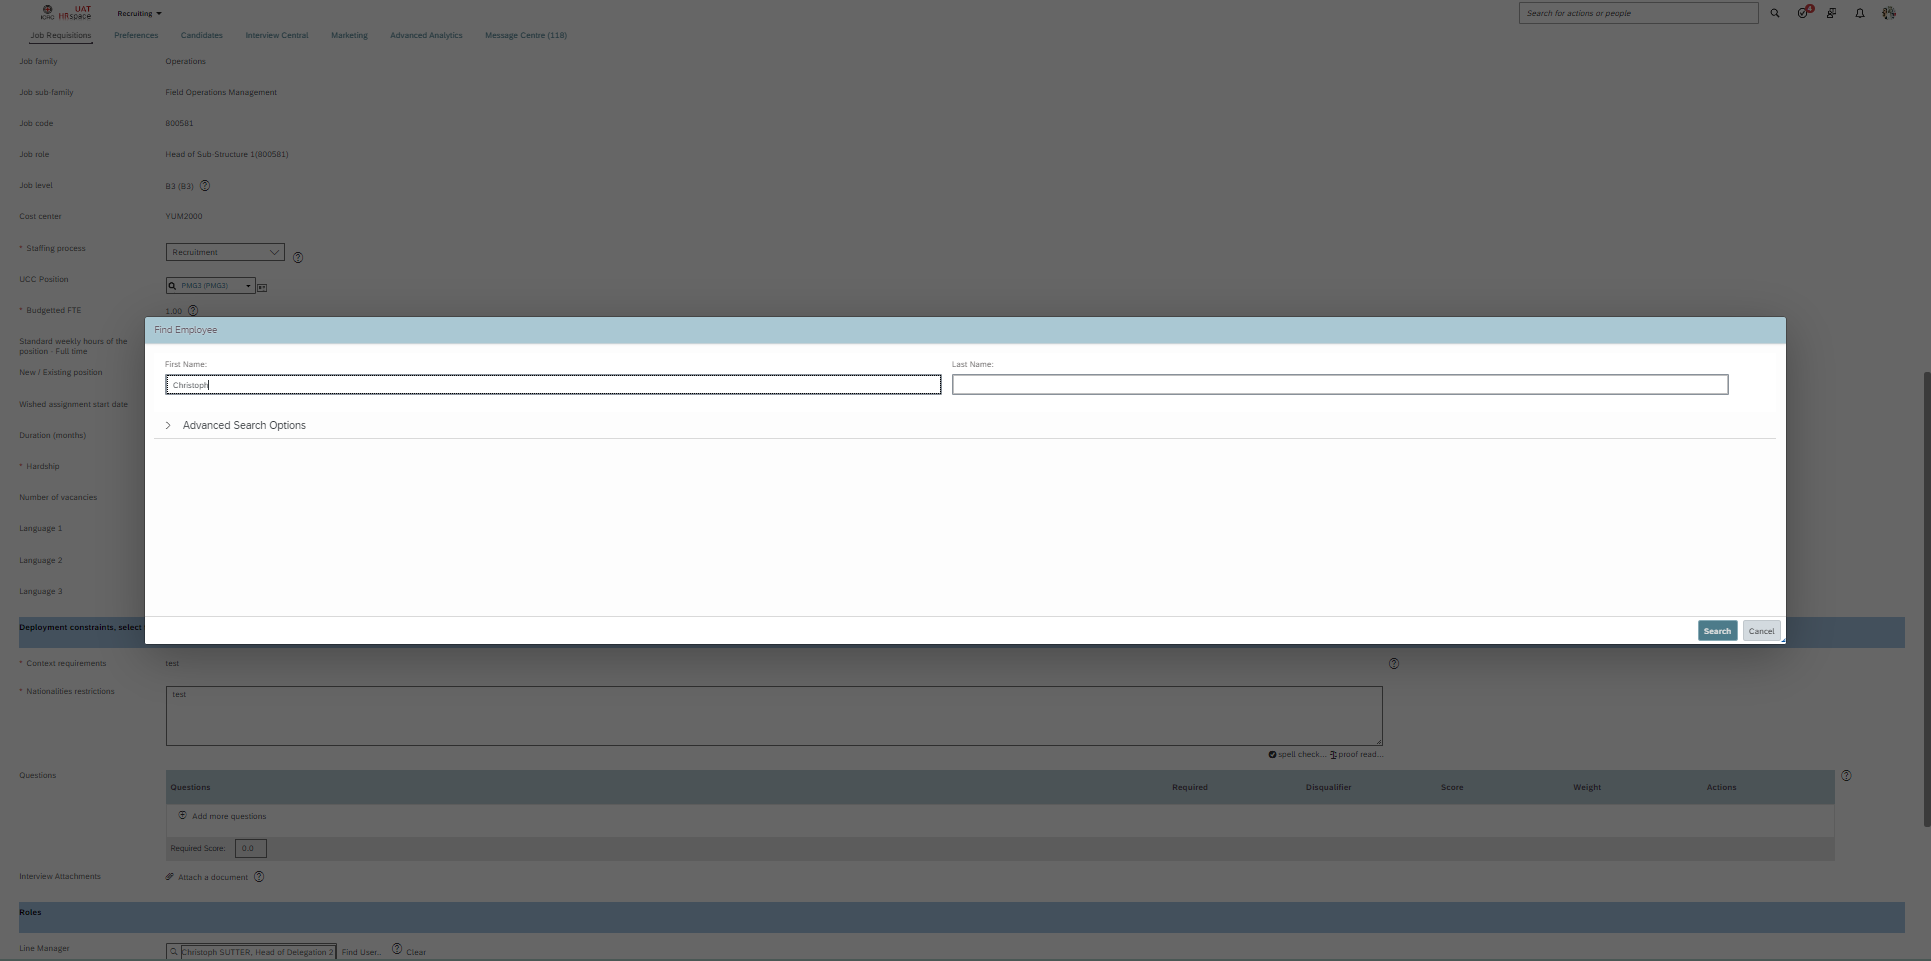 UAT
ICRC HRspace
Recruiting
Search for actions or people
4
Job Requisitions
Preferences
Candidates
Interview Central
Marketing
Advanced Analytics
Message Centre (118)
Job family
Operations
Job sub-family
Field Operations Management
Job code
800581
Job role
Head of Sub-Structure 1(800581)
Job level
B3 (B3)
Cost center
YUM2000
* Staffing process
Recruitment
UCC Position
PMG3 (PMG3)
* Budgetted FTE
1.00
Find Employee
Standard weekly hours of the
position - Full time
First Name:
Last Name:
New / Existing position
Christoph
Wished assignment start date
Advanced Search Options
Duration (months)
* Hardship
Number of vacancies
Language 1
Language 2
Language 3
Deployment constraints, select
Search
Cancel
* Context requirements
test
* Nationalities restrictions
test
spell check...
proof read...
Questions
Questions
Required
Disqualifier
Score
Weight
Actions
Add more questions
Required Score:
0.0
Interview Attachments
Attach a document
Roles
Line Manager
Christoph SUTTER, Head of Delegation 2
Find User..
Clear